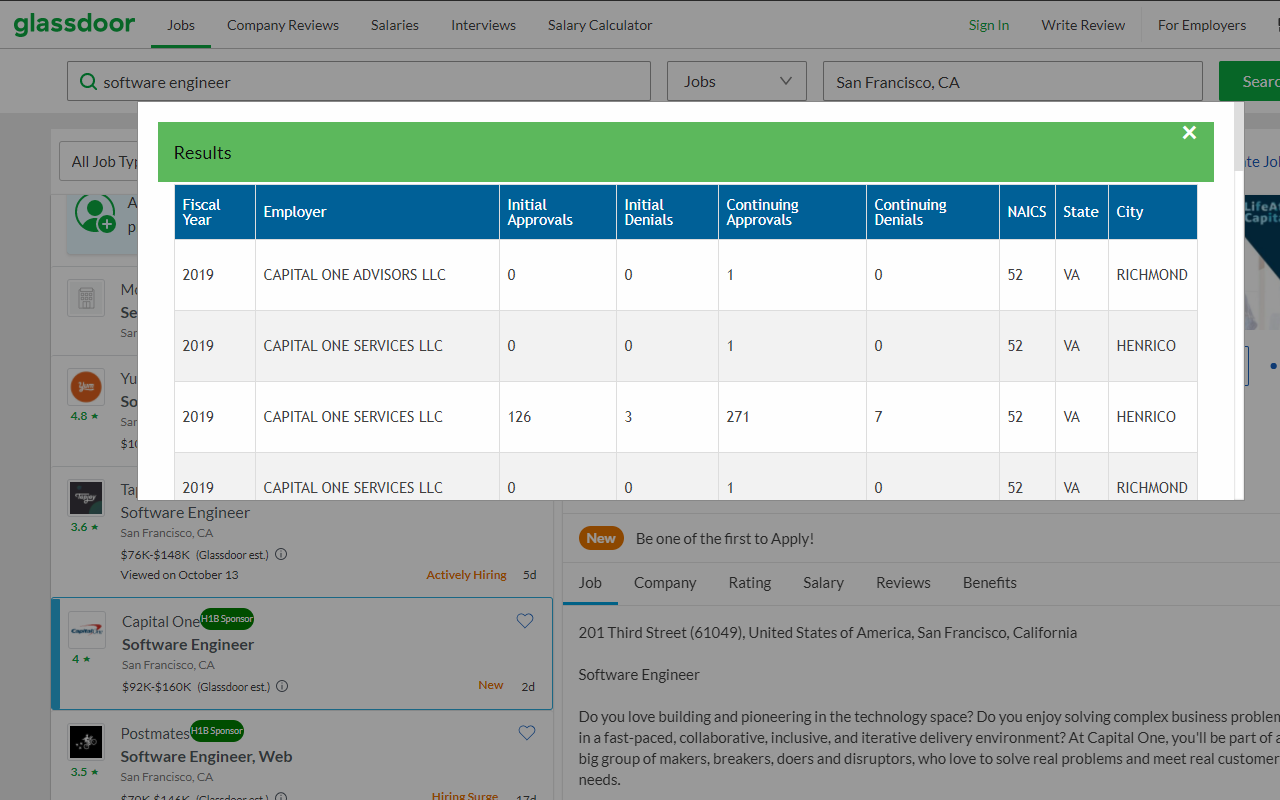 glassdoor Jobs Company Reviews Salaries Interviews Salary Calculator Sign In Write Review For Employers
software engineer Jobs San Francisco, CA
Results ×
Fiscal Year Employer Initial Approvals Initial Denials Continuing Approvals Continuing Denials NAICS State City
2019 CAPITAL ONE ADVISORS LLC 0 0 1 0 52 VA RICHMOND
2019 CAPITAL ONE SERVICES LLC 0 0 1 0 52 VA HENRICO
2019 CAPITAL ONE SERVICES LLC 126 3 271 7 52 VA HENRICO
2019 CAPITAL ONE SERVICES LLC 0 0 1 0 52 VA RICHMOND
All Job
4.8 ★
3.6 ★
Software Engineer
San Francisco, CA
$76K-$148K (Glassdoor est.)
Viewed on October 13 Actively Hiring 5d
Capital One H1B Sponsor
Software Engineer
4 ★
San Francisco, CA
$92K-$160K (Glassdoor est.)
New 2d
Postmates H1B Sponsor
Software Engineer, Web
3.5 ★
San Francisco, CA
$79K-$146K (Glassdoor est.)
Hiring Surge 17d
New Be one of the first to Apply!
Job Company Rating Salary Reviews Benefits
201 Third Street (61049), United States of America, San Francisco, California
Software Engineer
Do you love building and pioneering in the technology space? Do you enjoy solving complex business
in a fast-paced, collaborative, inclusive, and iterative delivery environment? At Capital One, you'll be part of a
big group of makers, breakers, doers and disruptors, who love to solve real problems and meet real customer
needs.